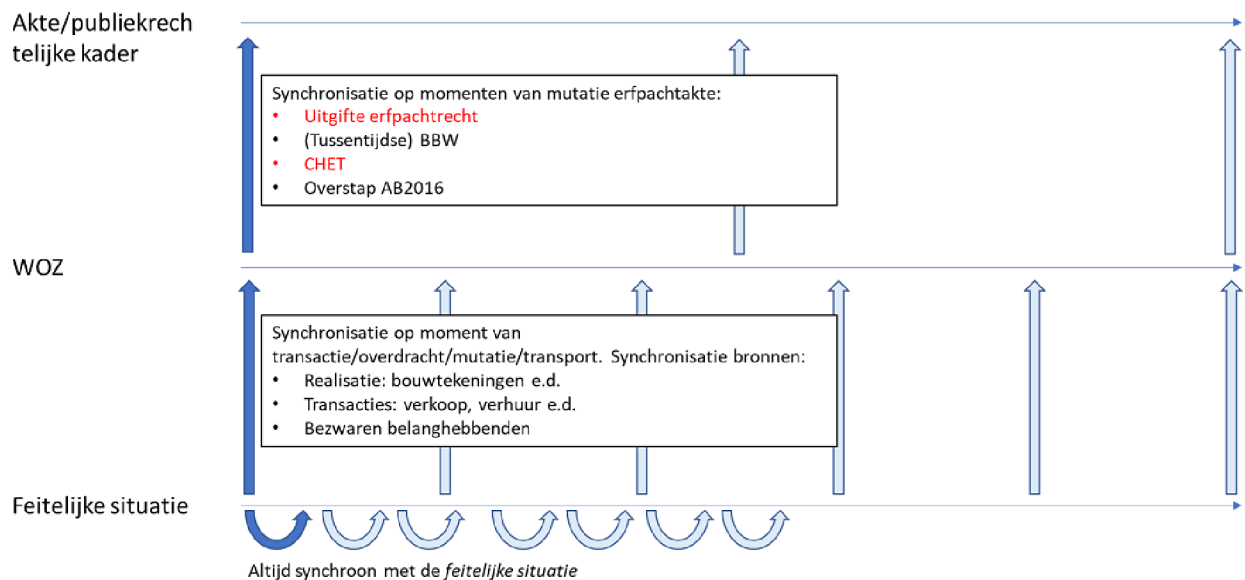 Akte/publiekrech
telijke kader
Synchronisatie op momenten van mutatie erfpachtakte:
• Uitgifte erfpachtrecht
• (Tussentijdse) BBW
• CHET
• Overstap AB2016
WOZ
Synchronisatie op moment van
transactie/overdracht/mutatie/transport. Synchronisatie bronnen:
• Realisatie: bouwtekeningen e.d.
• Transacties: verkoop, verhuur e.d.
• Bezwaren belanghebbenden
Feitelijke situatie
Altijd synchroon met de feitelijke situatie